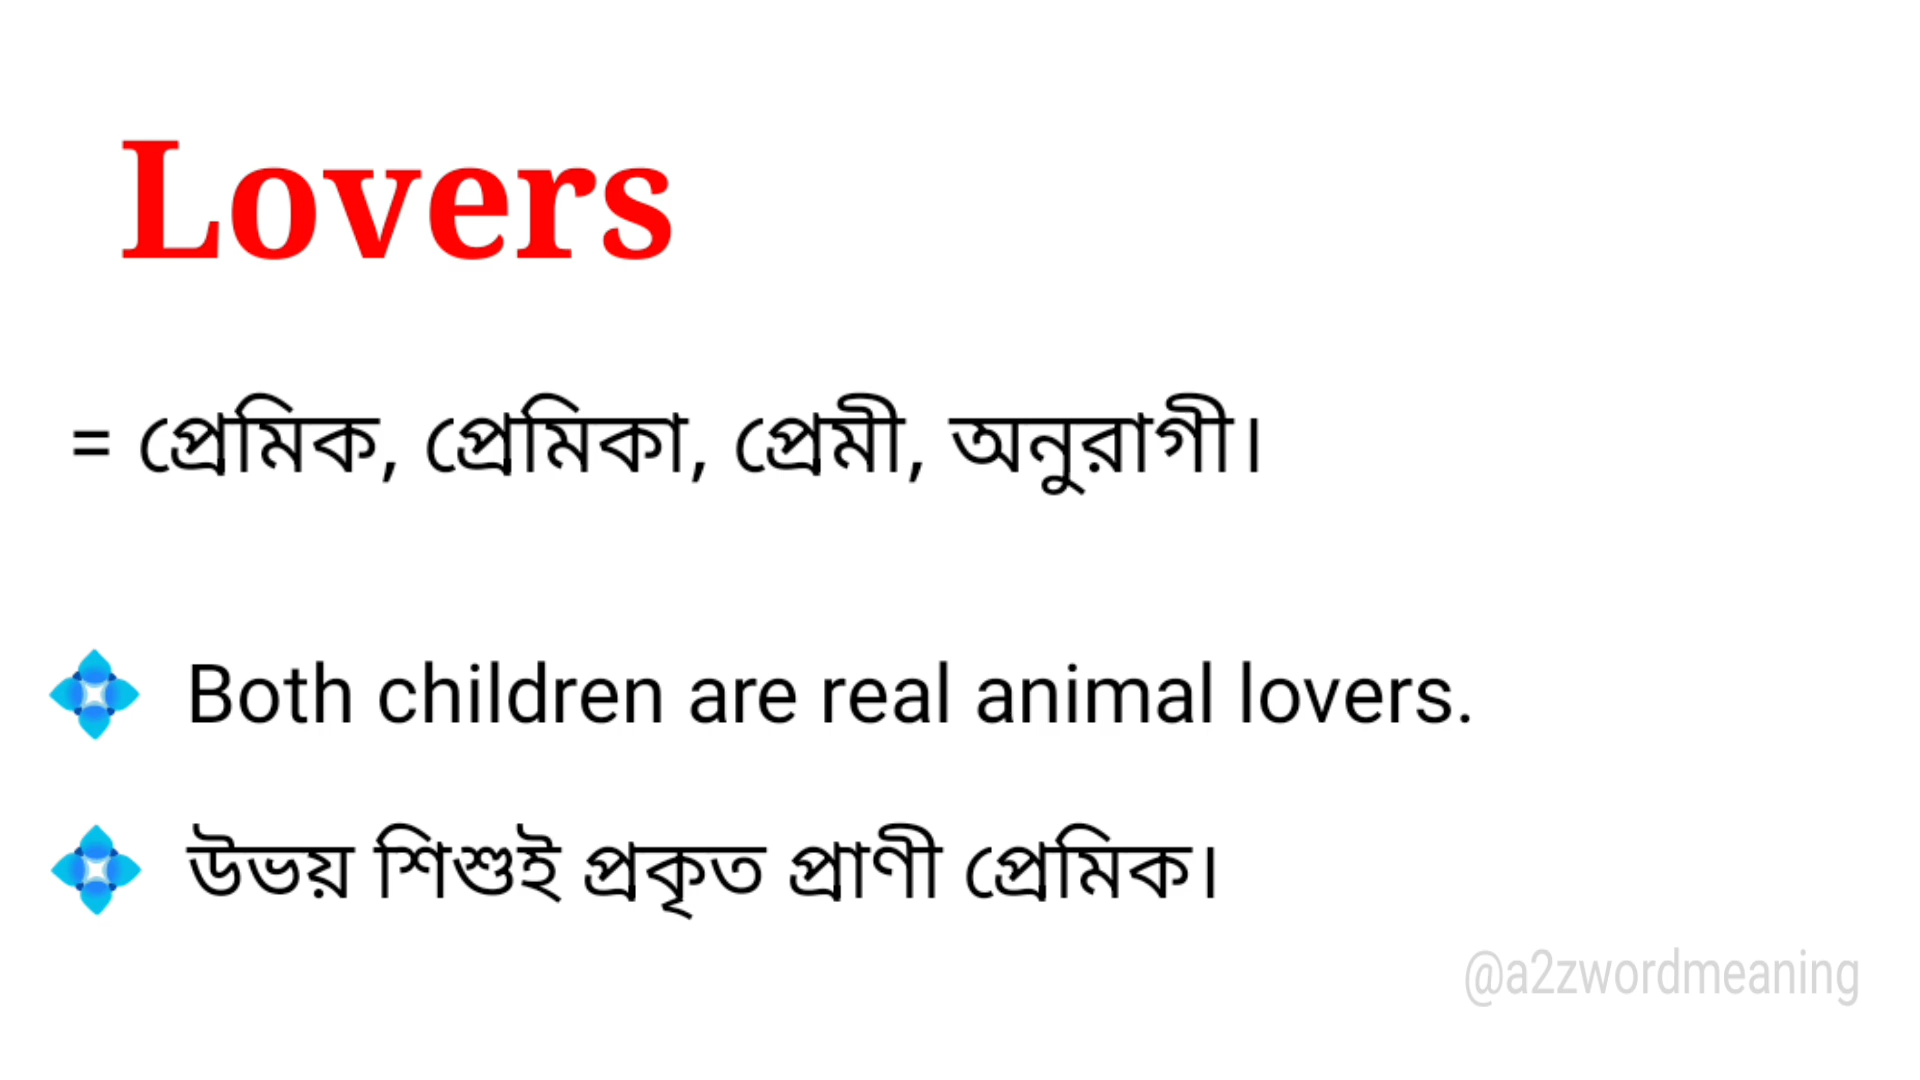 Lovers
= প্রেমিক, প্রেমিকা, প্রেমী, অনুরাগী।
💠 Both children are real animal lovers.
💠 উভয় শিশুই প্রকৃত প্রাণী প্রেমিক।
@a2zwordmeaning